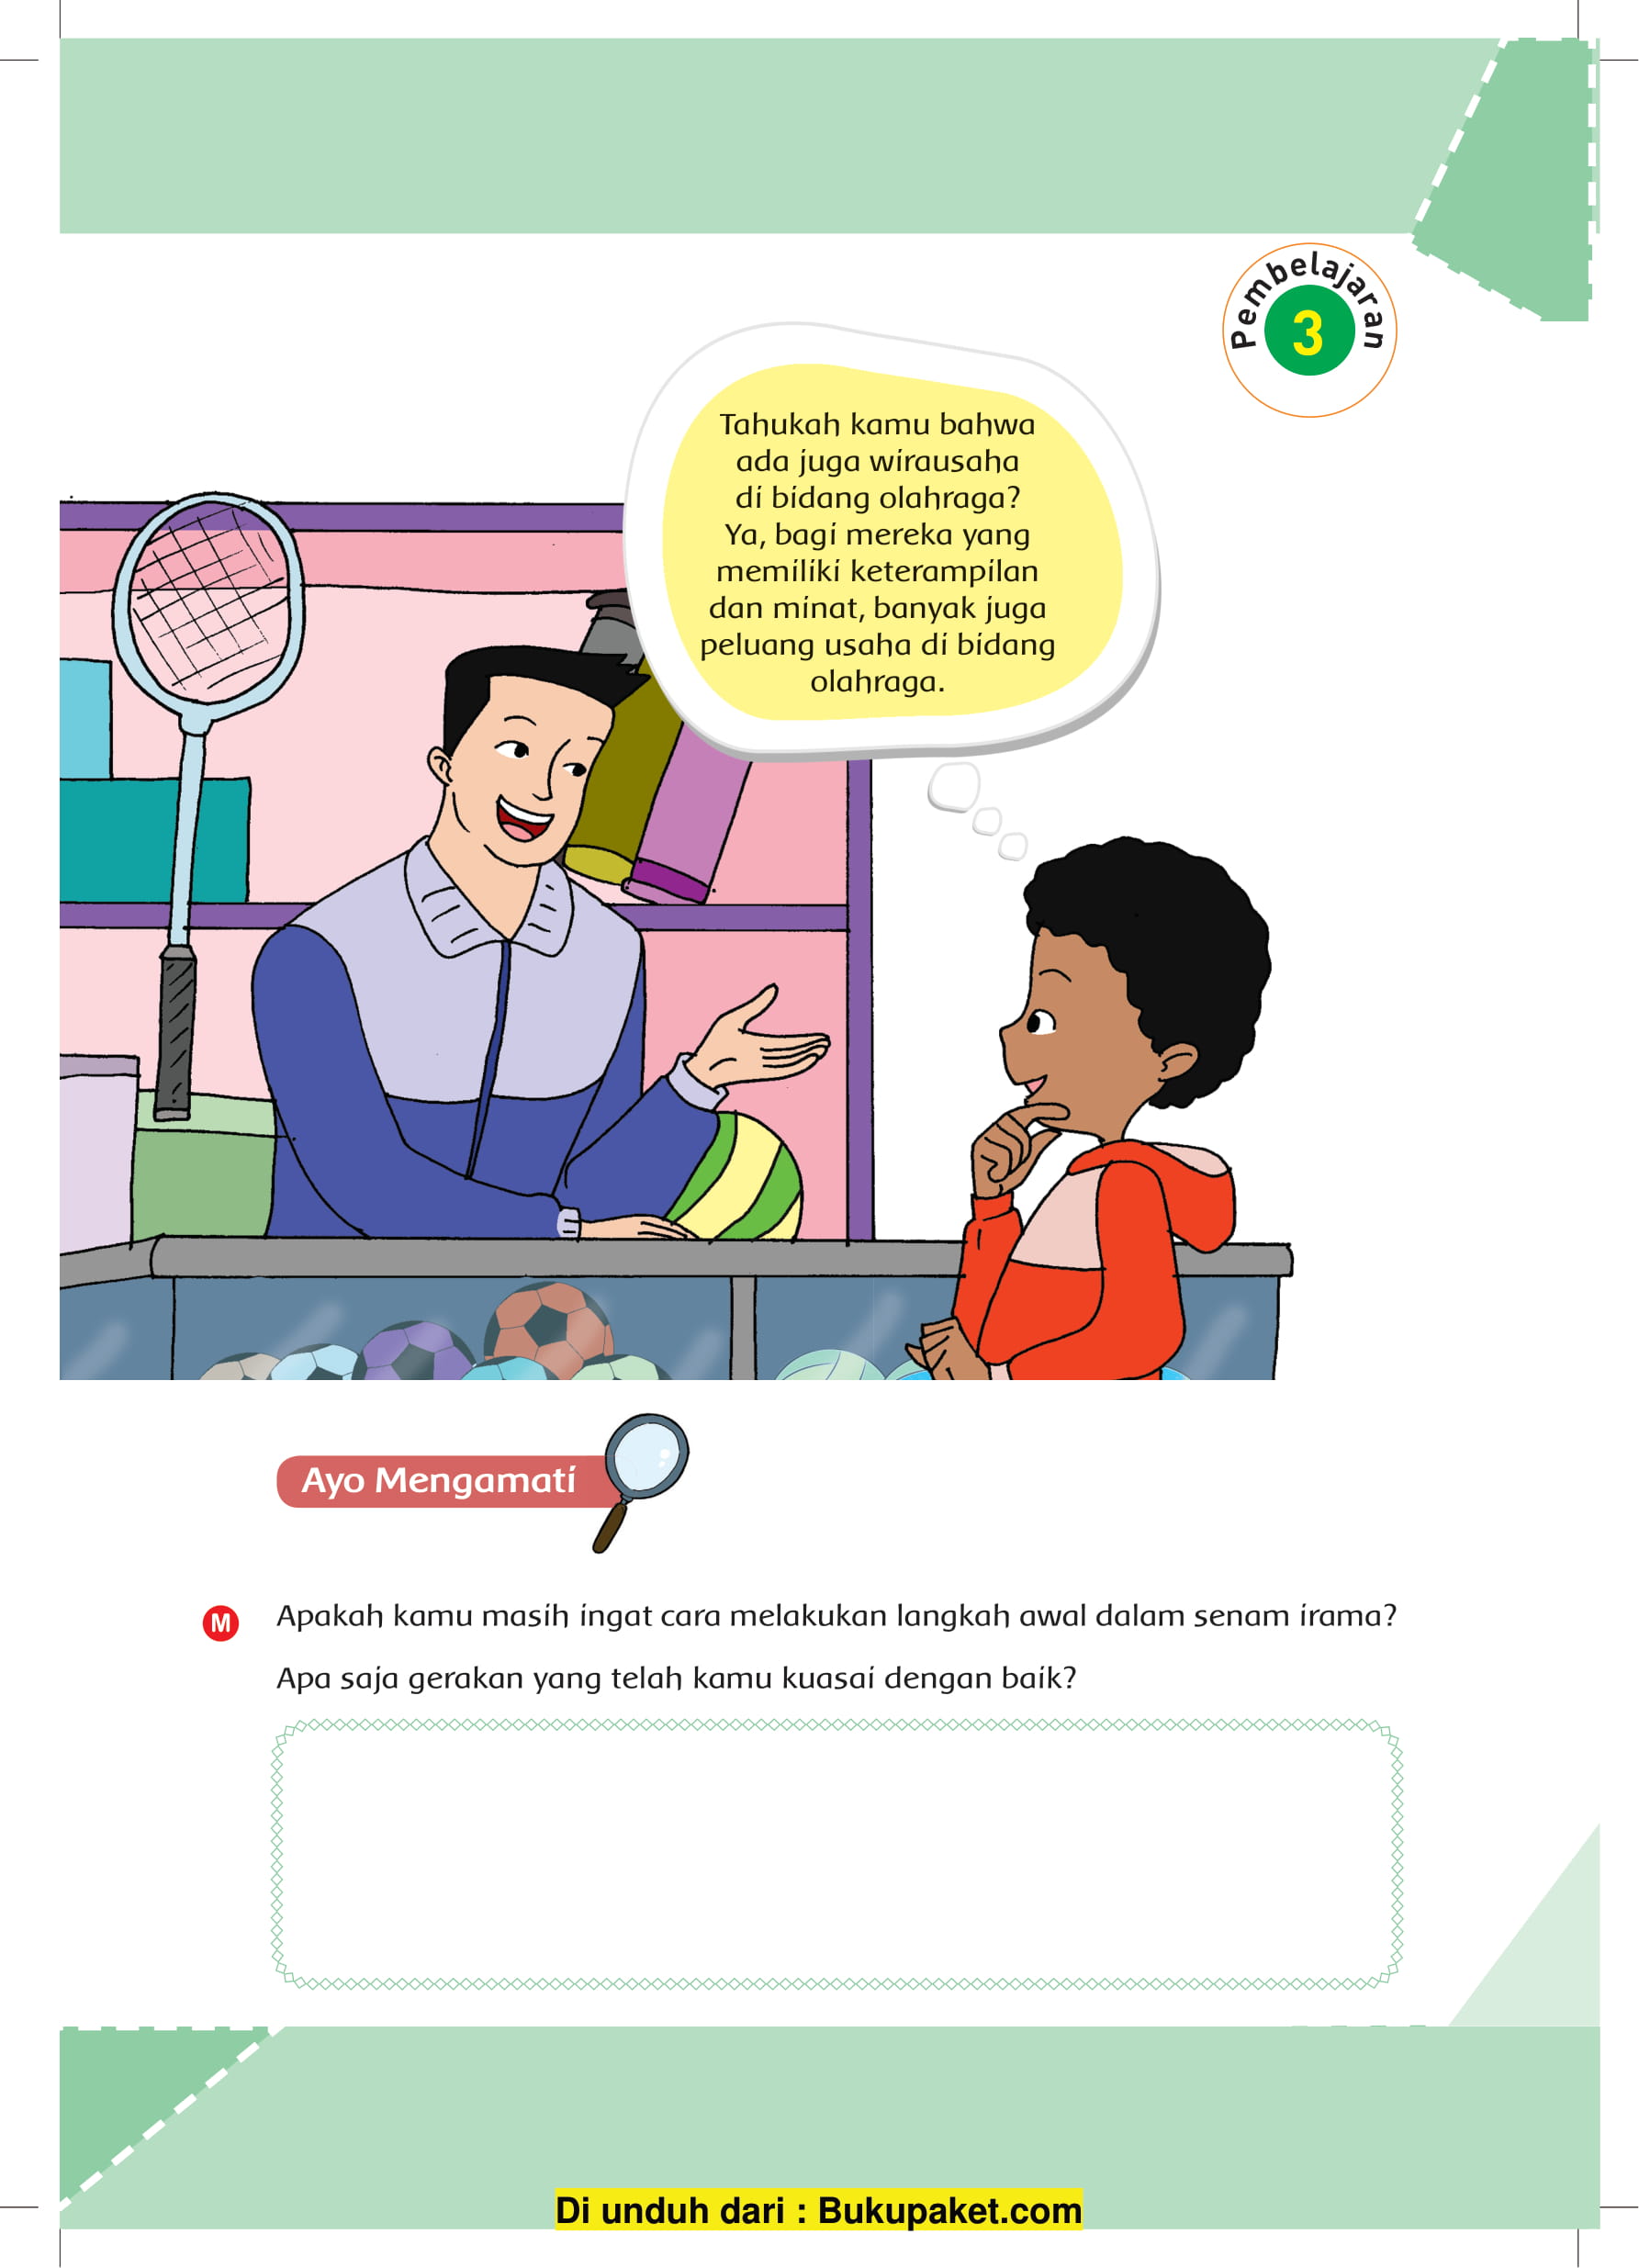 Pembelajaran
3
Tahukah kamu bahwa
ada juga wirausaha
di bidang olahraga?
Ya, bagi mereka yang
memiliki keterampilan
dan minat, banyak juga
peluang usaha di bidang
olahraga.
Ayo Mengamati
M Apakah kamu masih ingat cara melakukan langkah awal dalam senam irama?
Apa saja gerakan yang telah kamu kuasai dengan baik?
Di unduh dari : Bukupaket.com